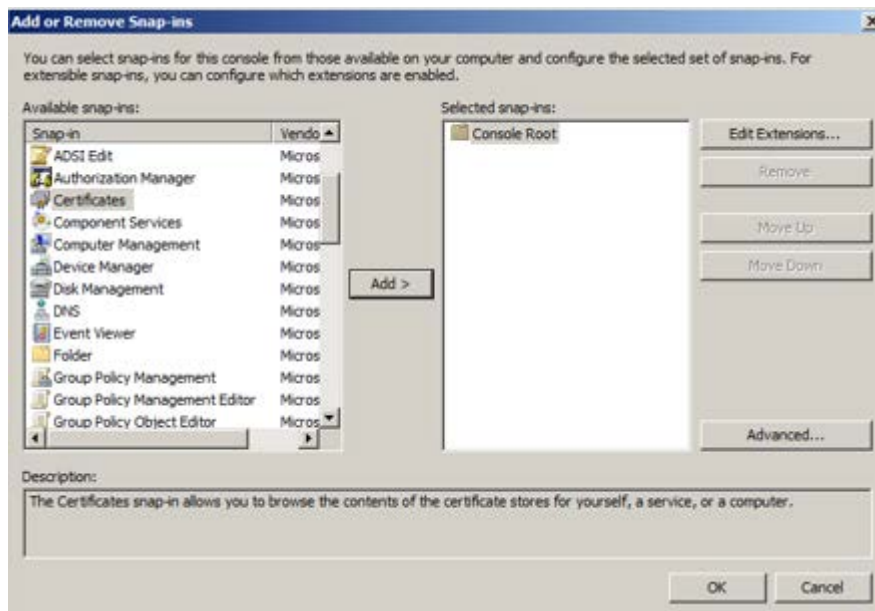 Add or Remove Snap-ins
You can select snap-ins for this console from those available on your computer and configure the selected set of snap-ins. For
extensible snap-ins, you can configure which extensions are enabled.
Available snap-ins:
Snap-in Vendo
ADSI Edit Micros
Authorization Manager Micros
Certificates Micros
Component Services Micros
Computer Management Micros
Device Manager Micros
Disk Management Micros
DNS Micros
Event Viewer Micros
Folder Micros
Group Policy Management Micros
Group Policy Management Editor Micros
Group Policy Object Editor Micros
Add >
Selected snap-ins:
Console Root
Edit Extensions...
Remove
Move Up
Move Down
Advanced...
Description:
The Certificates snap-in allows you to browse the contents of the certificate stores for yourself, a service, or a computer.
OK Cancel